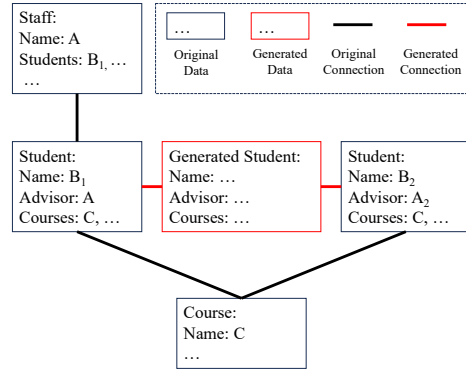 Staff:
Name: A
Students: B₁, …
…
…
Original
Data
…
Generated
Data
Original
Connection
Generated
Connection
Student:
Name: B₁
Advisor: A
Courses: C, …
Generated Student:
Name: …
Advisor: …
Courses: …
Student:
Name: B₂
Advisor: A₂
Courses: C, …
Course:
Name: C
…